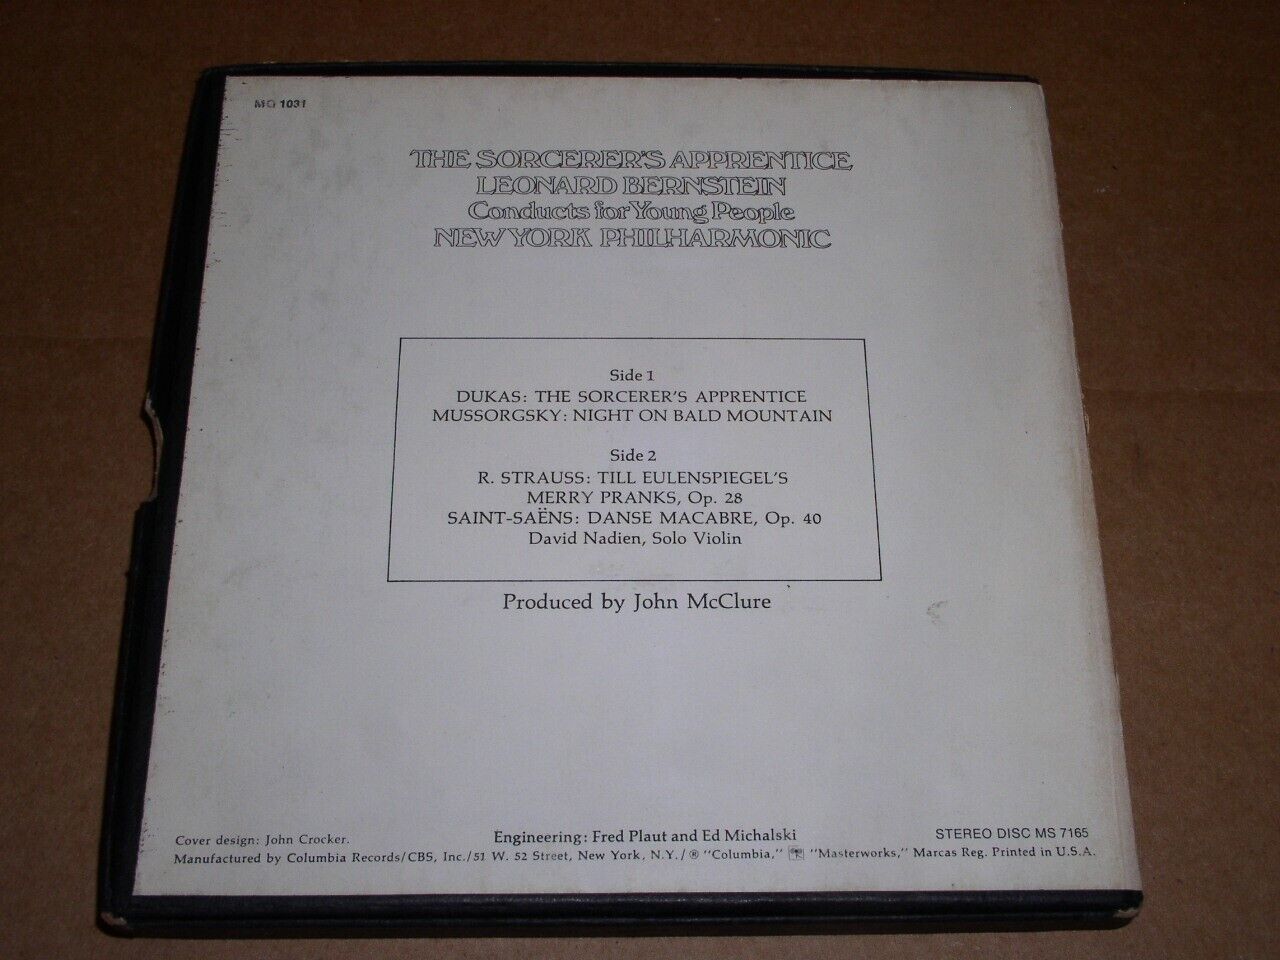 MQ 1031
THE SORCERER'S APPRENTICE
LEONARD BERNSTEIN
Conducts for Young People
NEW YORK PHILHARMONIC
Side 1
DUKAS: THE SORCERER'S APPRENTICE
MUSSORGSKY: NIGHT ON BALD MOUNTAIN
Side 2
R. STRAUSS: TILL EULENSPIEGEL'S
MERRY PRANKS, Op. 28
SAINT-SAËNS: DANSE MACABRE, Op. 40
David Nadien, Solo Violin
Produced by John McClure
Cover design: John Crocker.
Engineering: Fred Plaut and Ed Michalski
STEREO DISC MS 7165
Manufactured by Columbia Records/CBS, Inc./51 W. 52 Street, New York, N.Y./ ® "Columbia," "Masterworks," Marcas Reg. Printed in U.S.A.